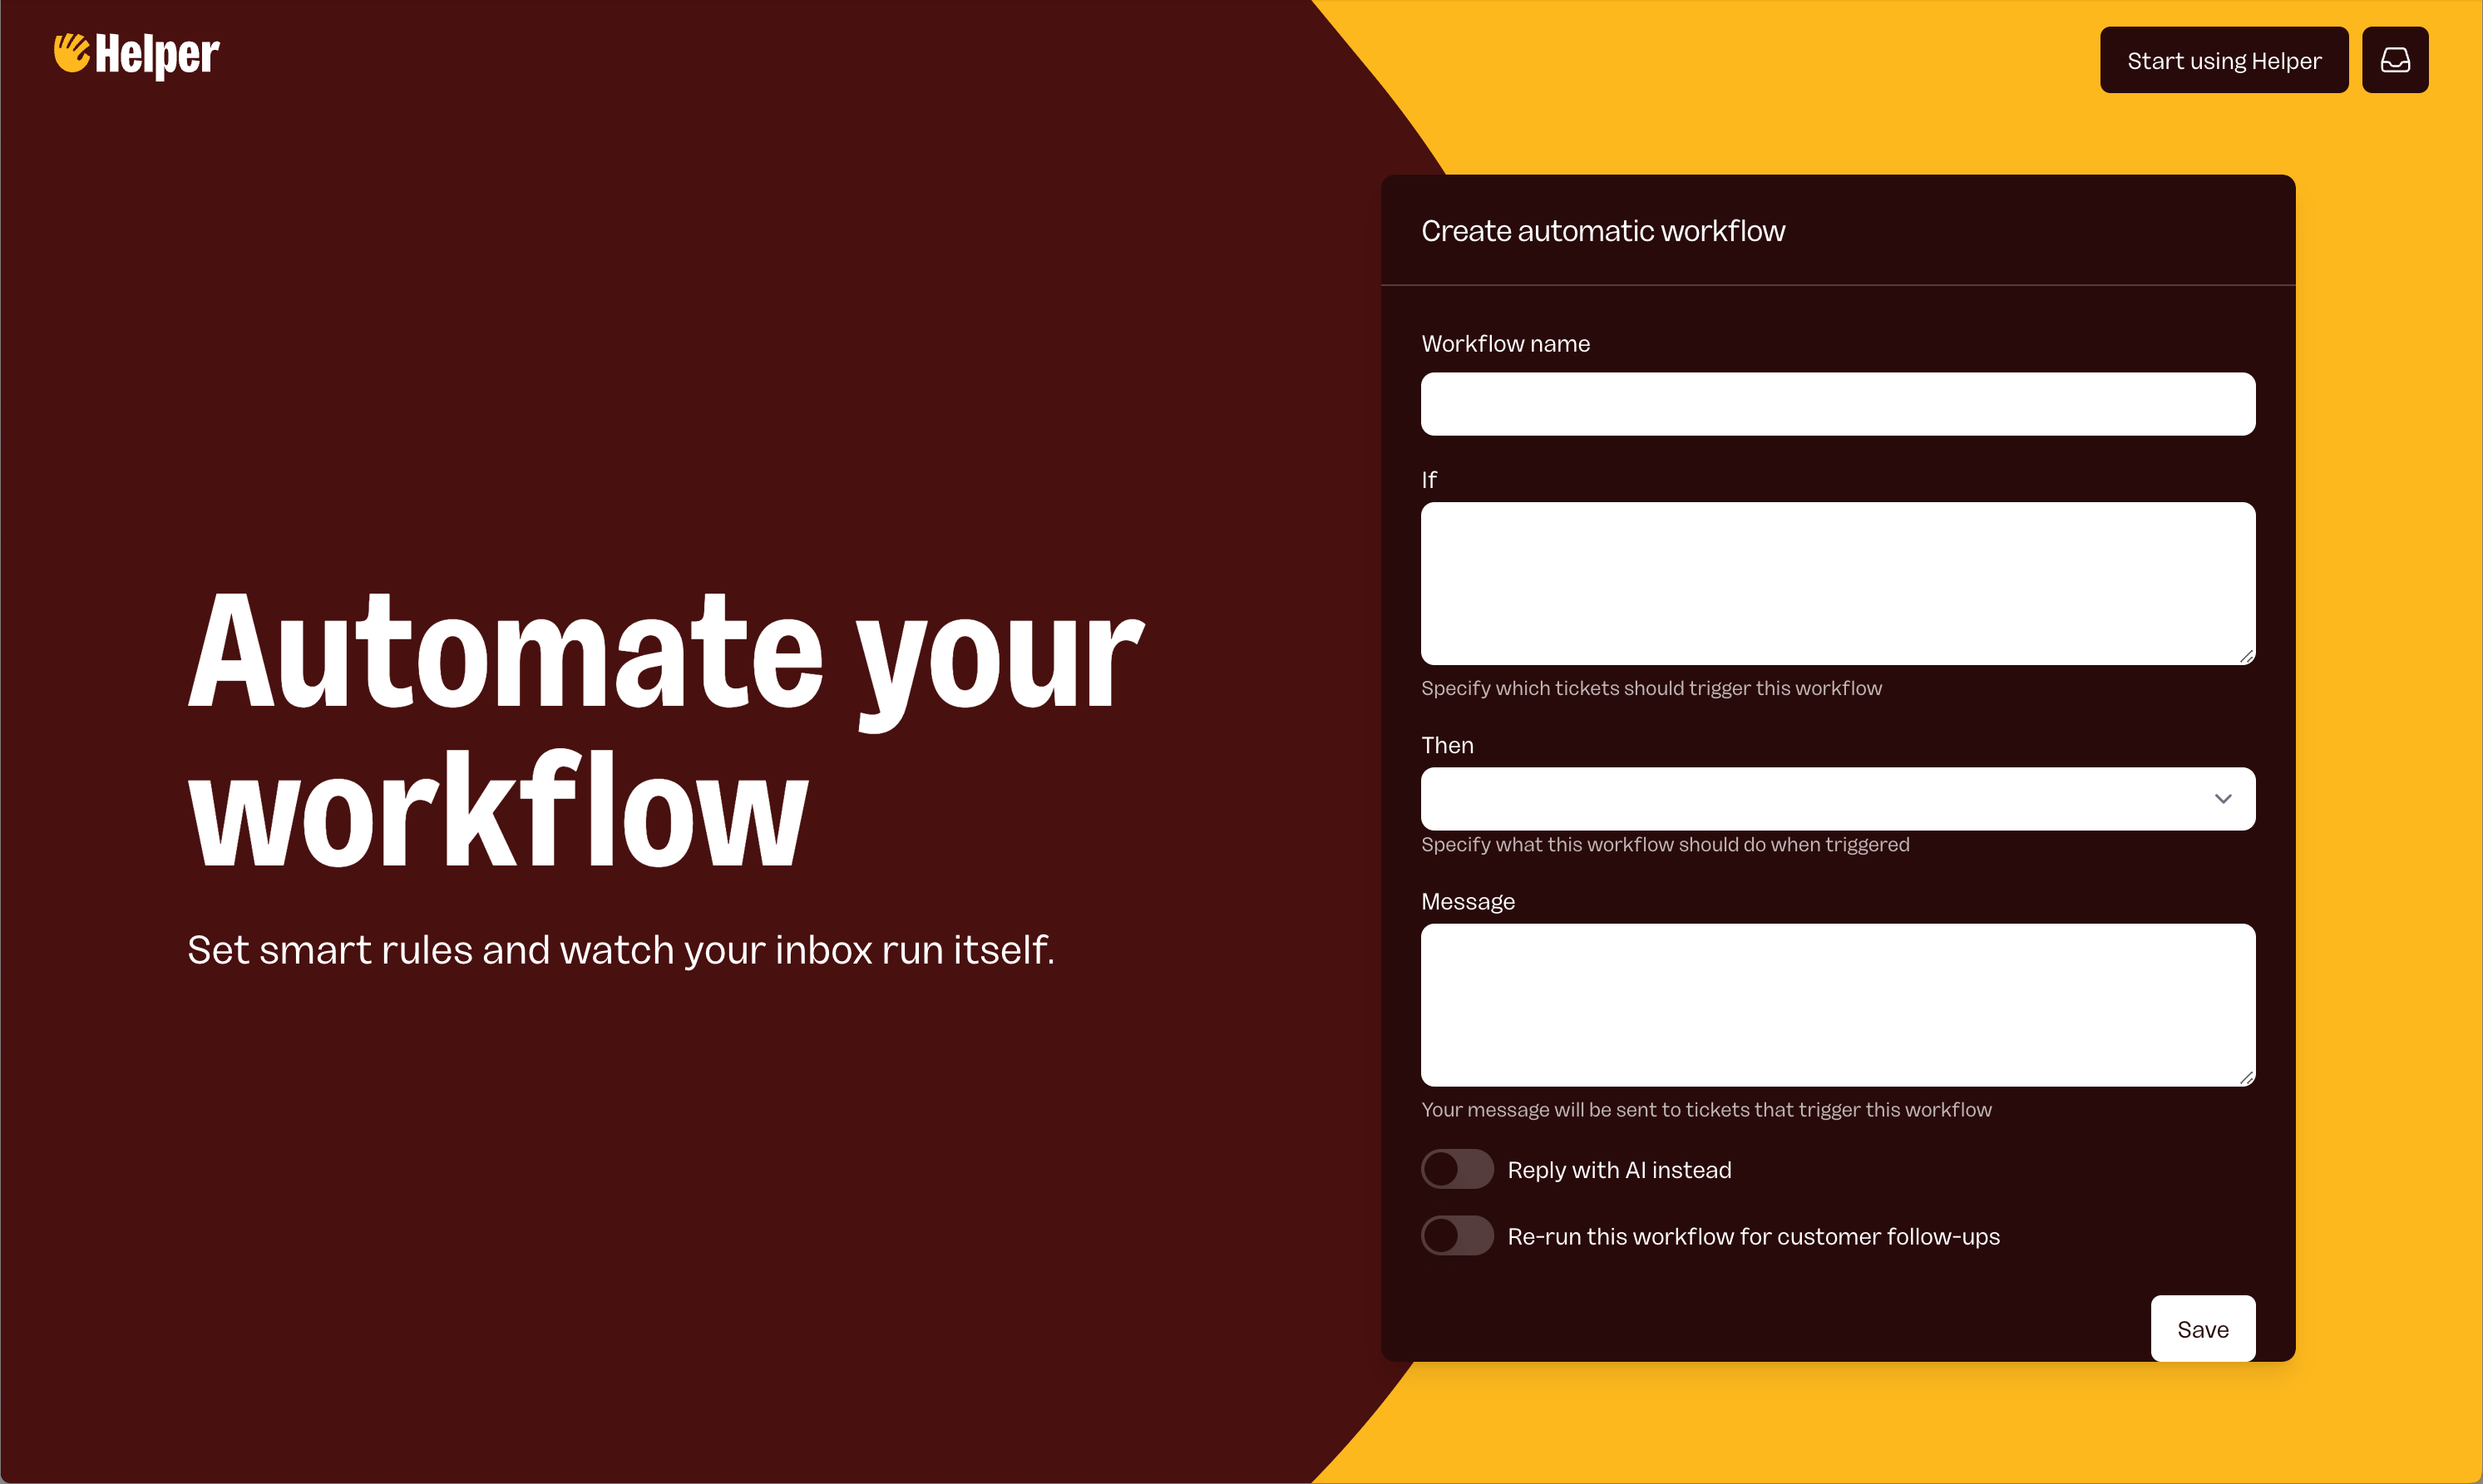 Helper
Start using Helper
Automate your
workflow
Set smart rules and watch your inbox run itself.
Create automatic workflow
Workflow name
If
Specify which tickets should trigger this workflow
Then
Specify what this workflow should do when triggered
Message
Your message will be sent to tickets that trigger this workflow
Reply with AI instead
Re-run this workflow for customer follow-ups
Save